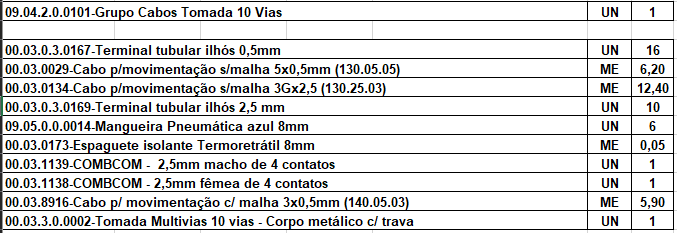 09.04.2.0.0101-Grupo Cabos Tomada 10 Vias UN 1
00.03.0.3.0167-Terminal tubular ilhós 0,5mm UN 16
00.03.0029-Cabo p/movimentação s/malha 5x0,5mm (130.05.05) ME 6,20
00.03.0134-Cabo p/movimentação s/malha 3Gx2,5 (130.25.03) ME 12,40
00.03.0.3.0169-Terminal tubular ilhós 2,5 mm UN 10
09.05.0.0.0014-Mangueira Pneumática azul 8mm UN 6
00.03.0173-Espaguete isolante Termoretrátil 8mm ME 0,05
00.03.1139-COMBCOM - 2,5mm macho de 4 contatos UN 1
00.03.1138-COMBCOM - 2,5mm fêmea de 4 contatos UN 1
00.03.8916-Cabo p/ movimentação c/ malha 3x0,5mm (140.05.03) ME 5,90
00.03.3.0.0002-Tomada Multivias 10 vias - Corpo metálico c/ trava UN 1